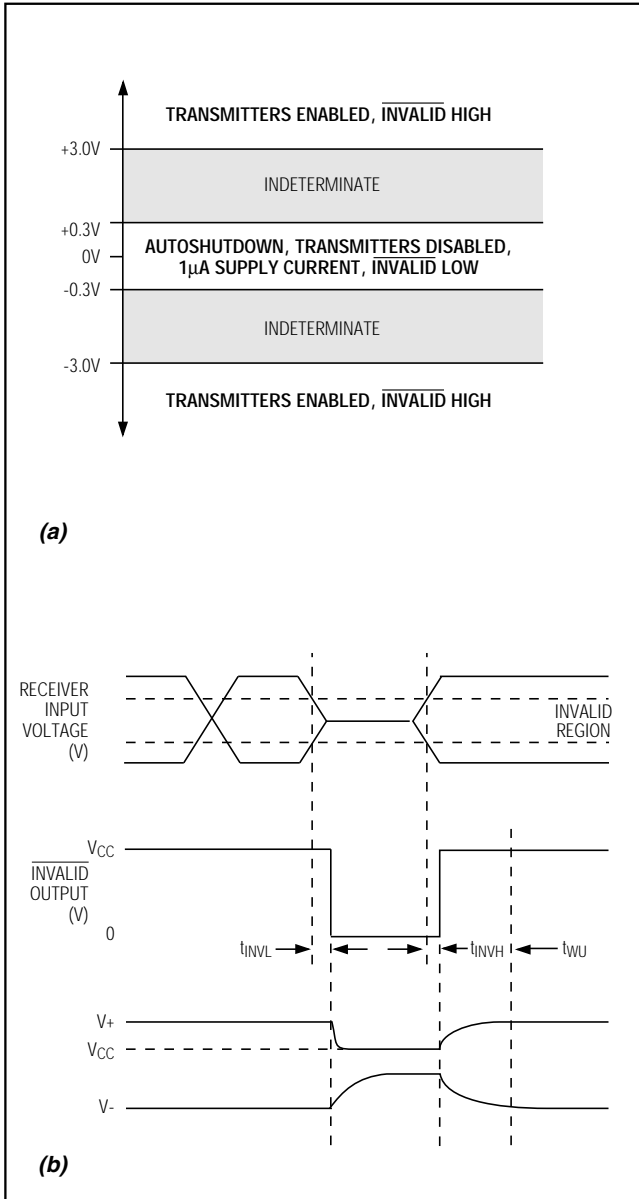 TRANSMITTERS ENABLED, INVALID HIGH
+3.0V
INDETERMINATE
+0.3V
AUTOSHUTDOWN, TRANSMITTERS DISABLED,
0V
1µA SUPPLY CURRENT, INVALID LOW
-0.3V
INDETERMINATE
-3.0V
TRANSMITTERS ENABLED, INVALID HIGH
(a)
RECEIVER
INPUT
VOLTAGE
(V)
INVALID
REGION
VCC
INVALID
OUTPUT
(V)
0
tINVL
tINVH
tWU
V+
VCC
V-
(b)